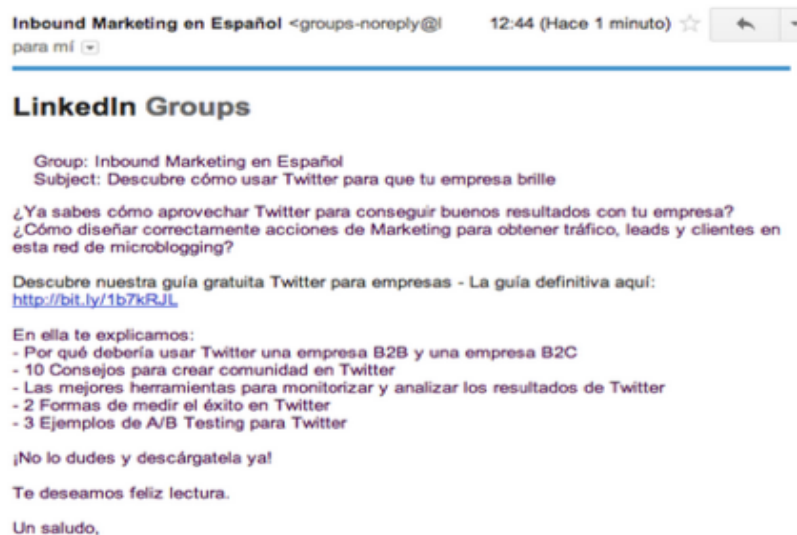 Inbound Marketing en Español <groups-noreply@l 12:44 (Hace 1 minuto)
para mí
LinkedIn Groups
Group: Inbound Marketing en Español
Subject: Descubre cómo usar Twitter para que tu empresa brille
¿Ya sabes cómo aprovechar Twitter para conseguir buenos resultados con tu empresa?
¿Cómo diseñar correctamente acciones de Marketing para obtener tráfico, leads y clientes en
esta red de microblogging?
Descubre nuestra guía gratuita Twitter para empresas - La guía definitiva aquí:
http://bit.ly/1b7kRJL
En ella te explicamos:
- Por qué debería usar Twitter una empresa B2B y una empresa B2C
- 10 Consejos para crear comunidad en Twitter
- Las mejores herramientas para monitorizar y analizar los resultados de Twitter
- 2 Formas de medir el éxito en Twitter
- 3 Ejemplos de A/B Testing para Twitter
¡No lo dudes y descárgatela ya!
Te deseamos feliz lectura.
Un saludo,